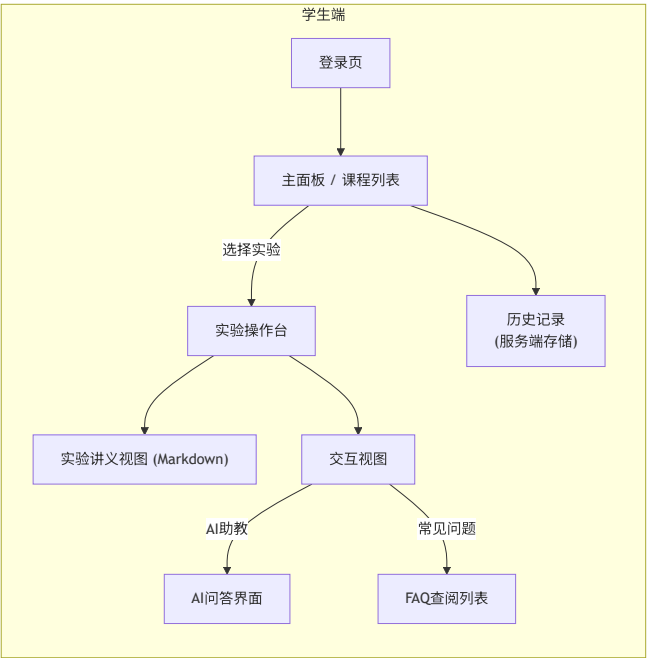 学生端
登录页
主面板 / 课程列表
选择实验
历史记录
(服务端存储)
实验操作台
实验讲义视图 (Markdown)
交互视图
AI助教
常见问题
AI问答界面
FAQ查阅列表